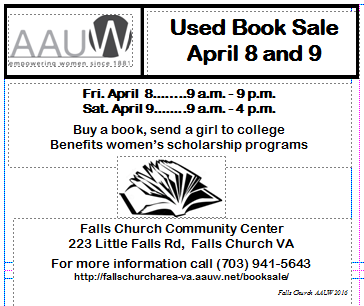 AAUW
empowering women since 1881
Used Book Sale
April 8 and 9
Fri. April 8........9 a.m. - 9 p.m.
Sat. April 9........9 a.m. - 4 p.m.
Buy a book, send a girl to college
Benefits women's scholarship programs
Falls Church Community Center
223 Little Falls Rd, Falls Church VA
For more information call (703) 941-5643
http://fallschurcharea-va.aauw.net/booksale/
Falls Church AAUW 2016